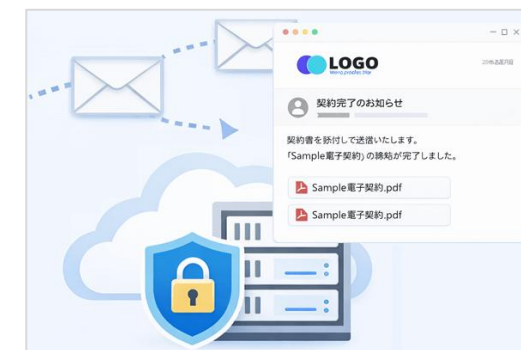 LOGO
契約完了のお知らせ
契約書を添付して送信いたします。
「Sample電子契約」の締結が完了しました。
Sample電子契約.pdf
Sample電子契約.pdf